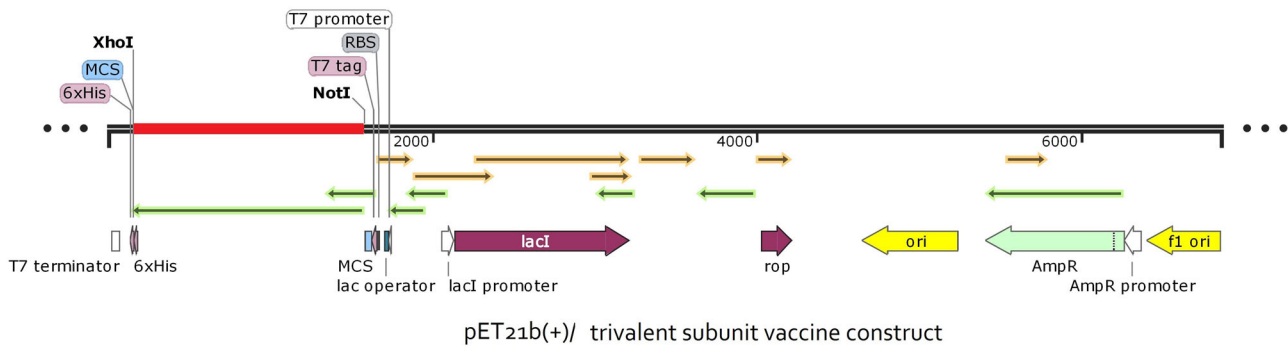 T7 promoter
XhoI
RBS
MCS
T7 tag
6xHis
NotI
2000
4000
6000
lacI
ori
f1 ori
T7 terminator
6xHis
MCS
rop
AmpR
lac operator
lacI promoter
AmpR promoter
pET21b(+)/ trivalent subunit vaccine construct